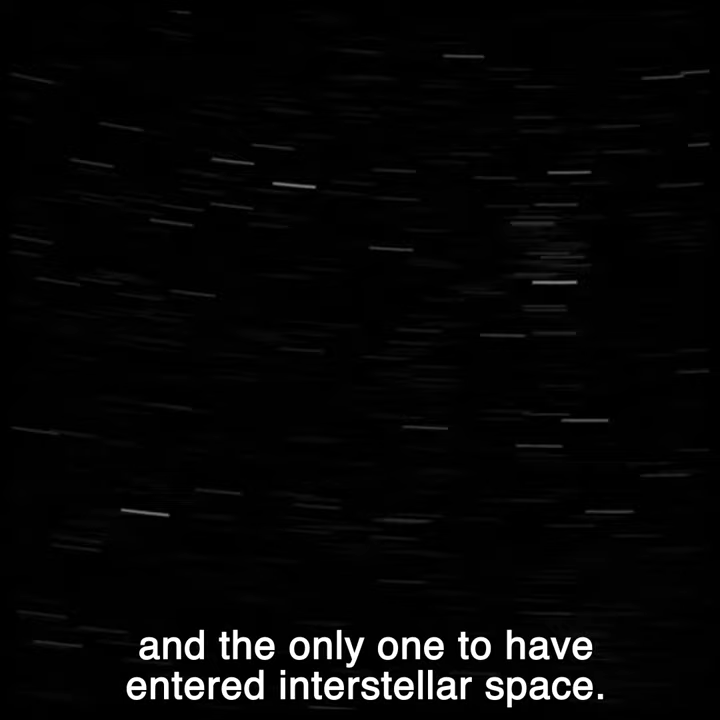 and the only one to have
entered interstellar space.